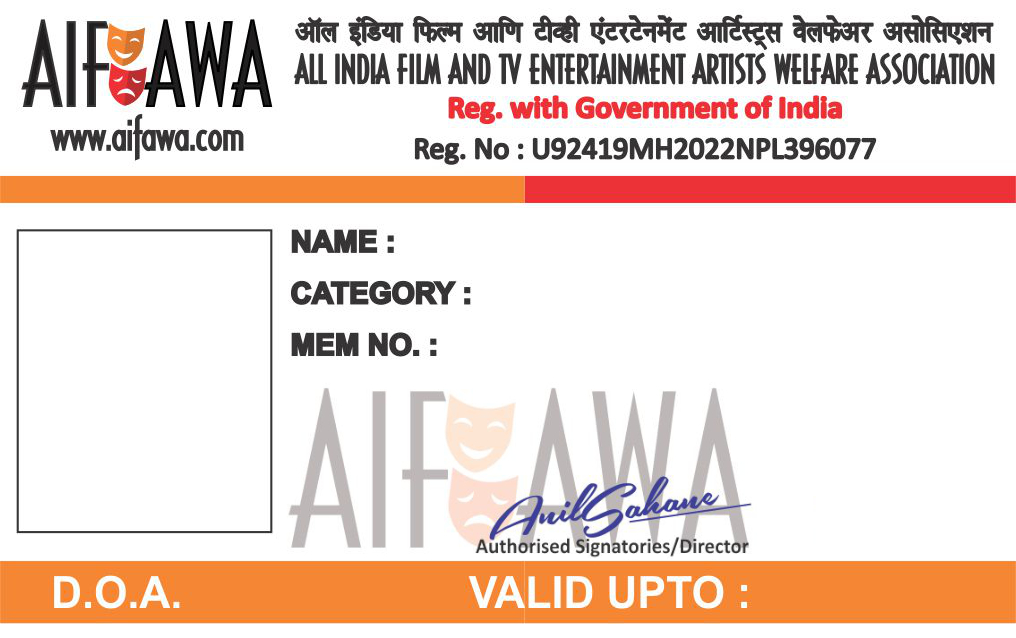 AIFAWA
www.aifawa.com
ऑल इंडिया फिल्म आणि टीव्ही एंटरटेनमेंट आर्टिस्ट्स वेलफेअर असोसिएशन
ALL INDIA FILM AND TV ENTERTAINMENT ARTISTS WELFARE ASSOCIATION
Reg. with Government of India
Reg. No : U92419MH2022NPL396077
NAME :
CATEGORY :
MEM NO. :
AIFAWA
Anil Sahane
Authorised Signatories/Director
D.O.A.
VALID UPTO :